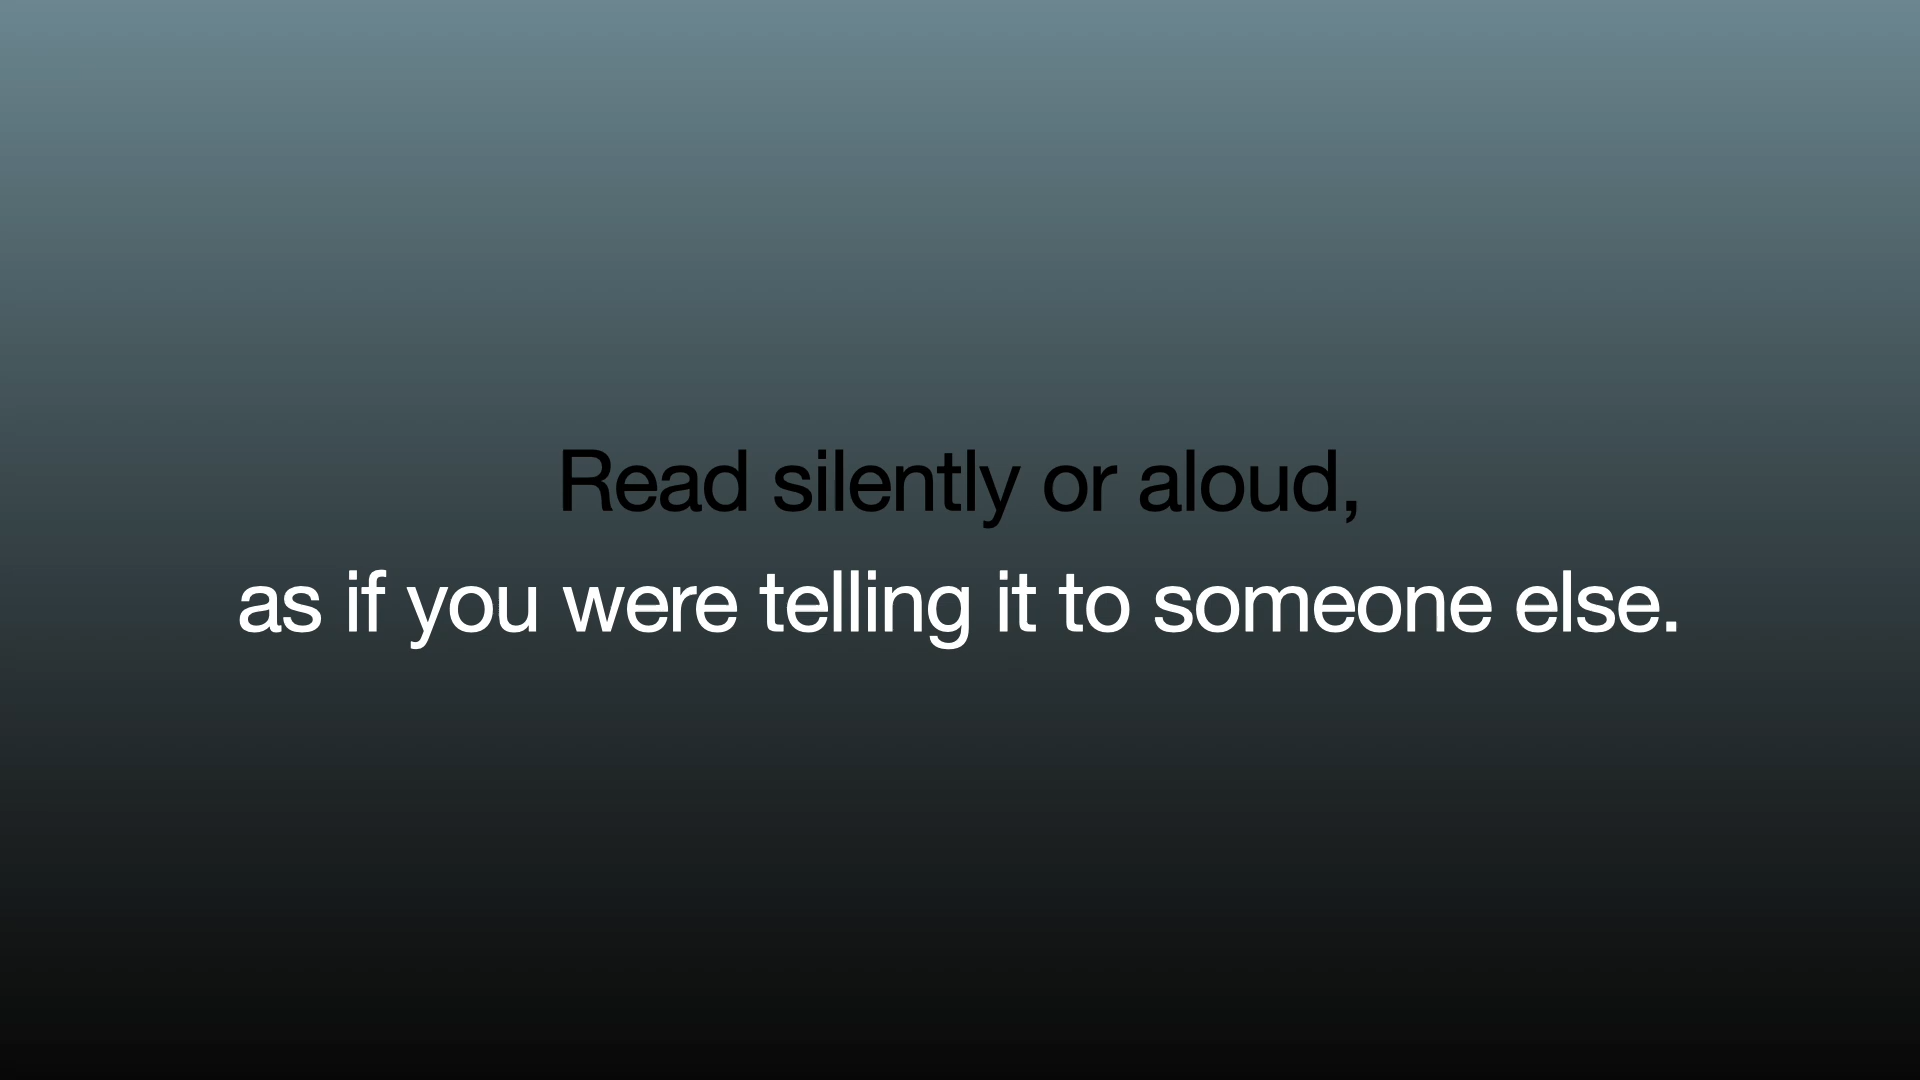 Read silently or aloud,
as if you were telling it to someone else.